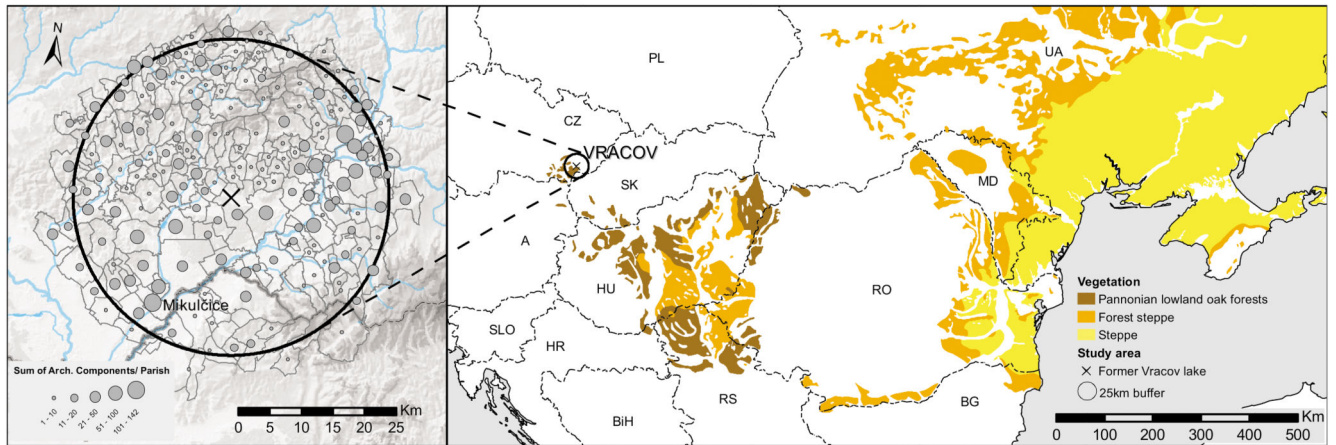 N
Mikulčice
Sum of Arch. Components/ Parish
1 - 10
11 - 20
21 - 50
51 - 100
101 - 142
0 5 10 15 20 25 Km
PL
UA
CZ
VRACOV
SK
MD
A
HU
RO
SLO
HR
BiH
RS
BG
Vegetation
Pannonian lowland oak forests
Forest steppe
Steppe
Study area
Former Vracov lake
25km buffer
0 100 200 300 400 500 Km